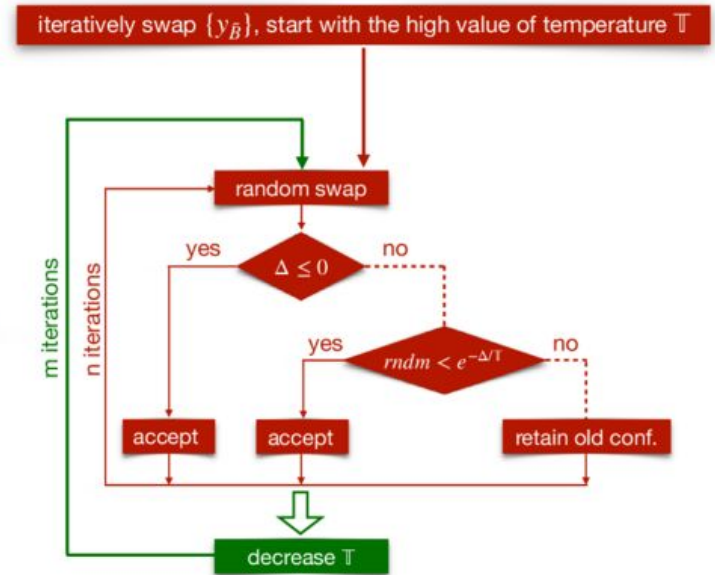 iteratively swap {y_B̄}, start with the high value of temperature 𝕋
random swap
yes
no
Δ ≤ 0
m iterations
n iterations
yes
no
rndm < e^{−Δ/𝕋}
accept
accept
retain old conf.
decrease 𝕋